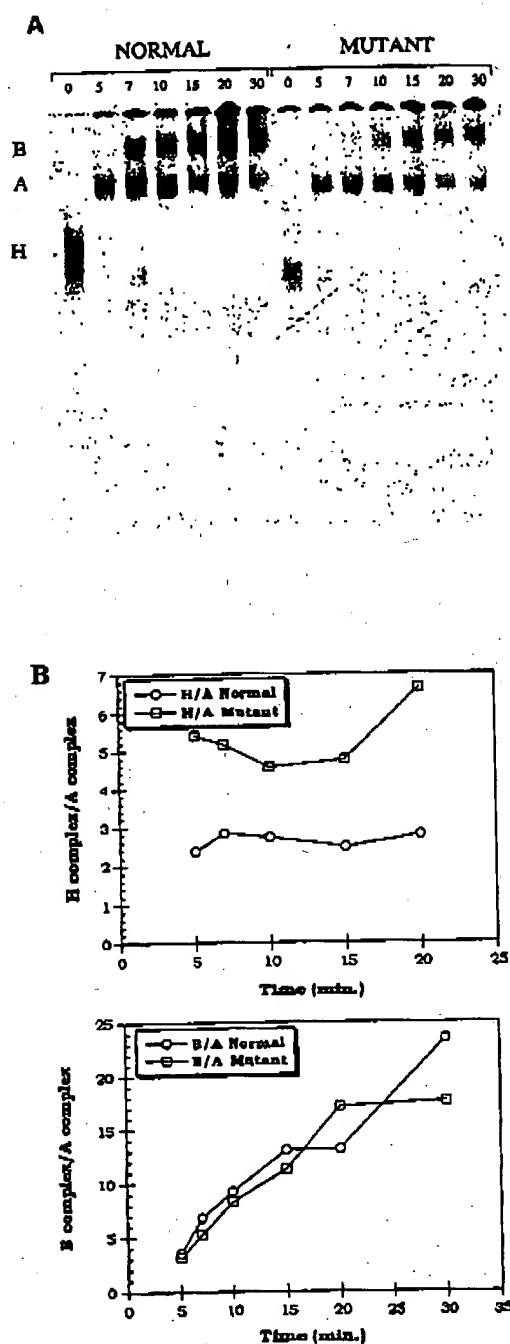 A
NORMAL MUTANT
0 5 7 10 15 20 30 0 5 7 10 15 20 30
B
A
H
B
7
6
5
4
3
2
1
0
H complex/A complex
H/A Normal
H/A Mutant
0 5 10 15 20 25
Time (min.)
25
20
15
10
5
0
B complex/A complex
B/A Normal
B/A Mutant
0 5 10 15 20 25 30 35
Time (min.)